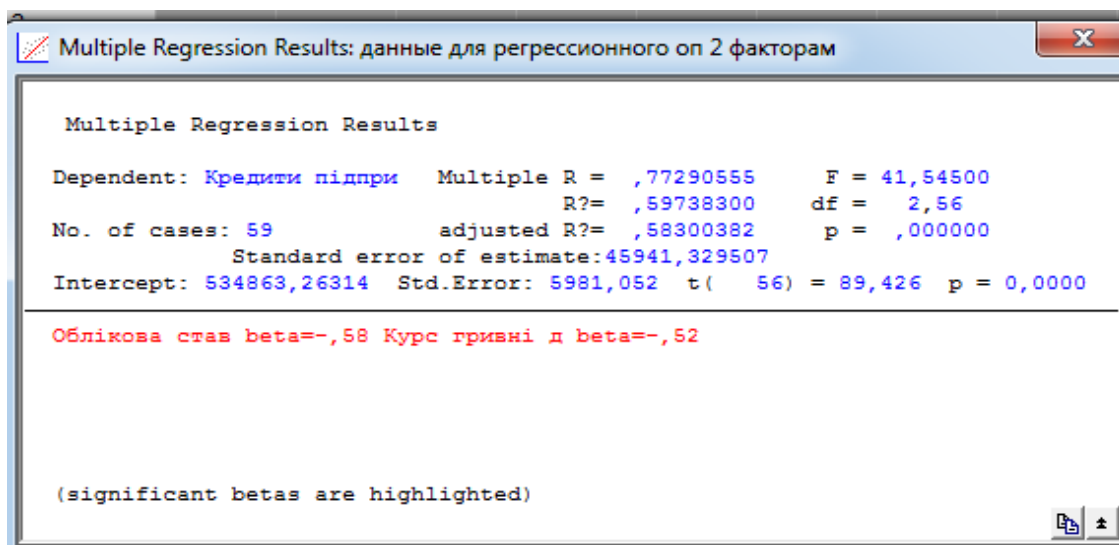 Multiple Regression Results: данные для регрессионного оп 2 факторам
Multiple Regression Results
Dependent: Кредити підпри Multiple R = ,77290555 F = 41,54500
R?= ,59738300 df = 2,56
No. of cases: 59 adjusted R?= ,58300382 p = ,000000
Standard error of estimate:45941,329507
Intercept: 534863,26314 Std.Error: 5981,052 t( 56) = 89,426 p = 0,0000
Облікова став beta=-,58 Курс гривні д beta=-,52
(significant betas are highlighted)